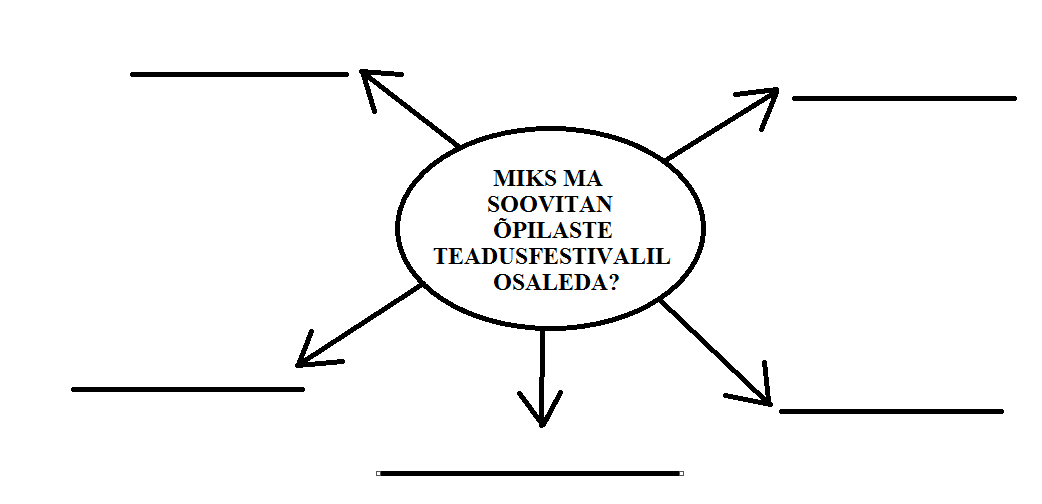 MIKS MA
SOOVITAN
ÕPILASTE
TEADUSFESTIVALIL
OSALEDA?